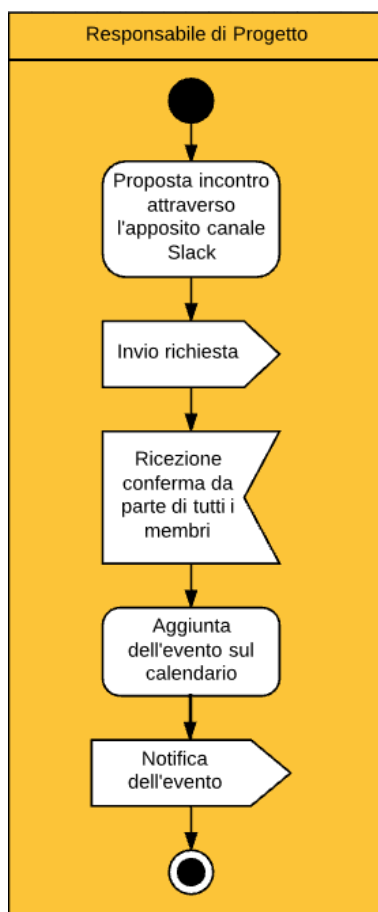 Responsabile di Progetto
Proposta incontro
attraverso
l'apposito canale
Slack
Invio richiesta
Ricezione
conferma da
parte di tutti i
membri
Aggiunta
dell'evento sul
calendario
Notifica
dell'evento